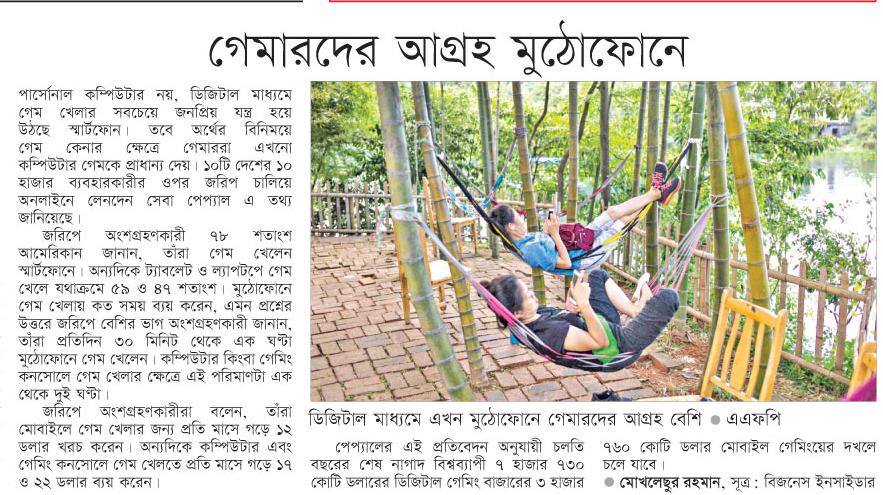 গেমারদের আগ্রহ মুঠোফোনে
পার্সোনাল কম্পিউটার নয়, ডিজিটাল মাধ্যমে
গেম খেলার সবচেয়ে জনপ্রিয় যন্ত্র হয়ে
উঠছে স্মার্টফোন। তবে অর্থের বিনিময়ে
গেম কেনার ক্ষেত্রে গেমাররা এখনো
কম্পিউটার গেমকে প্রাধান্য দেয়। ১০টি দেশের ১০
হাজার ব্যবহারকারীর ওপর জরিপ চালিয়ে
অনলাইনে লেনদেন সেবা পেপ্যাল এ তথ্য
জানিয়েছে।
জরিপে অংশগ্রহণকারী ৭৮ শতাংশ
আমেরিকান জানান, তাঁরা গেম খেলেন
স্মার্টফোনে। অন্যদিকে ট্যাবলেট ও ল্যাপটপে গেম
খেলে যথাক্রমে ৫৯ ও ৪৭ শতাংশ। মুঠোফোনে
গেম খেলায় কত সময় ব্যয় করেন, এমন প্রশ্নের
উত্তরে জরিপে বেশির ভাগ অংশগ্রহণকারী জানান,
তাঁরা প্রতিদিন ৩০ মিনিট থেকে এক ঘণ্টা
মুঠোফোনে গেম খেলেন। কম্পিউটার কিংবা গেমিং
কনসোলে গেম খেলার ক্ষেত্রে এই পরিমাণটা এক
থেকে দুই ঘণ্টা।
জরিপে অংশগ্রহণকারীরা বলেন, তাঁরা
মোবাইলে গেম খেলার জন্য প্রতি মাসে গড়ে ১২
ডলার খরচ করেন। অন্যদিকে কম্পিউটার এবং
গেমিং কনসোলে গেম খেলতে প্রতি মাসে গড়ে ১৭
ও ২২ ডলার ব্যয় করেন।
ডিজিটাল মাধ্যমে এখন মুঠোফোনে গেমারদের আগ্রহ বেশি ● এএফপি
পেপ্যালের এই প্রতিবেদন অনুযায়ী চলতি
বছরের শেষ নাগাদ বিশ্বব্যাপী ৭ হাজার ৭৩০
কোটি ডলারের ডিজিটাল গেমিং বাজারের ৩ হাজার
৭৬০ কোটি ডলার মোবাইল গেমিংয়ের দখলে
চলে যাবে।
● মোখলেছুর রহমান, সূত্র : বিজনেস ইনসাইডার